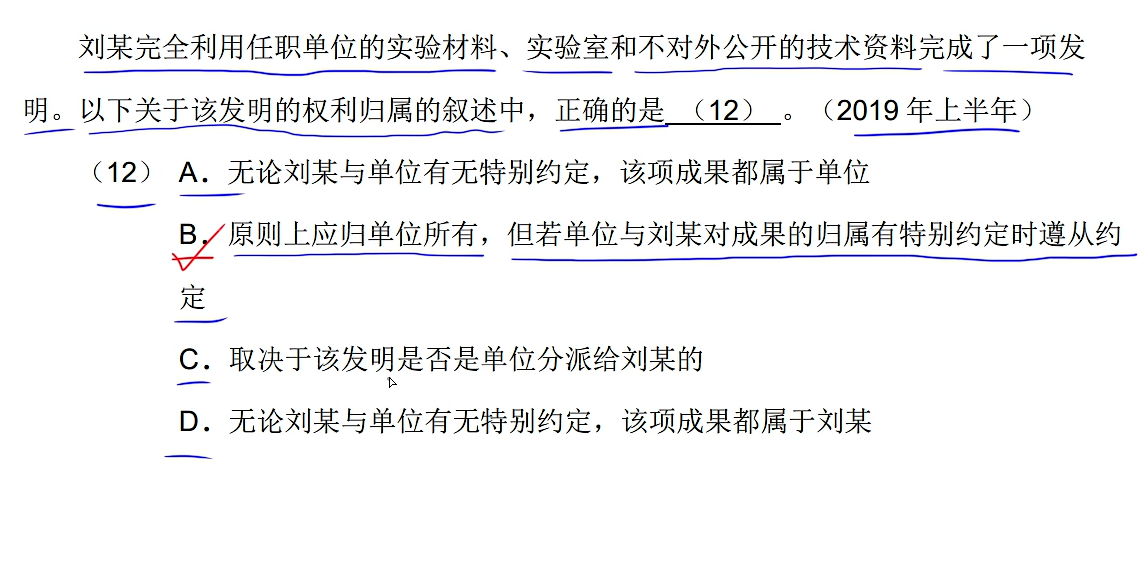 刘某完全利用任职单位的实验材料、实验室和不对外公开的技术资料完成了一项发
明。以下关于该发明的权利归属的叙述中，正确的是 （12） 。（2019年上半年）
（12） A. 无论刘某与单位有无特别约定，该项成果都属于单位
B. 原则上应归单位所有，但若单位与刘某对成果的归属有特别约定时遵从约
定
C. 取决于该发明是否是单位分派给刘某的
D. 无论刘某与单位有无特别约定，该项成果都属于刘某